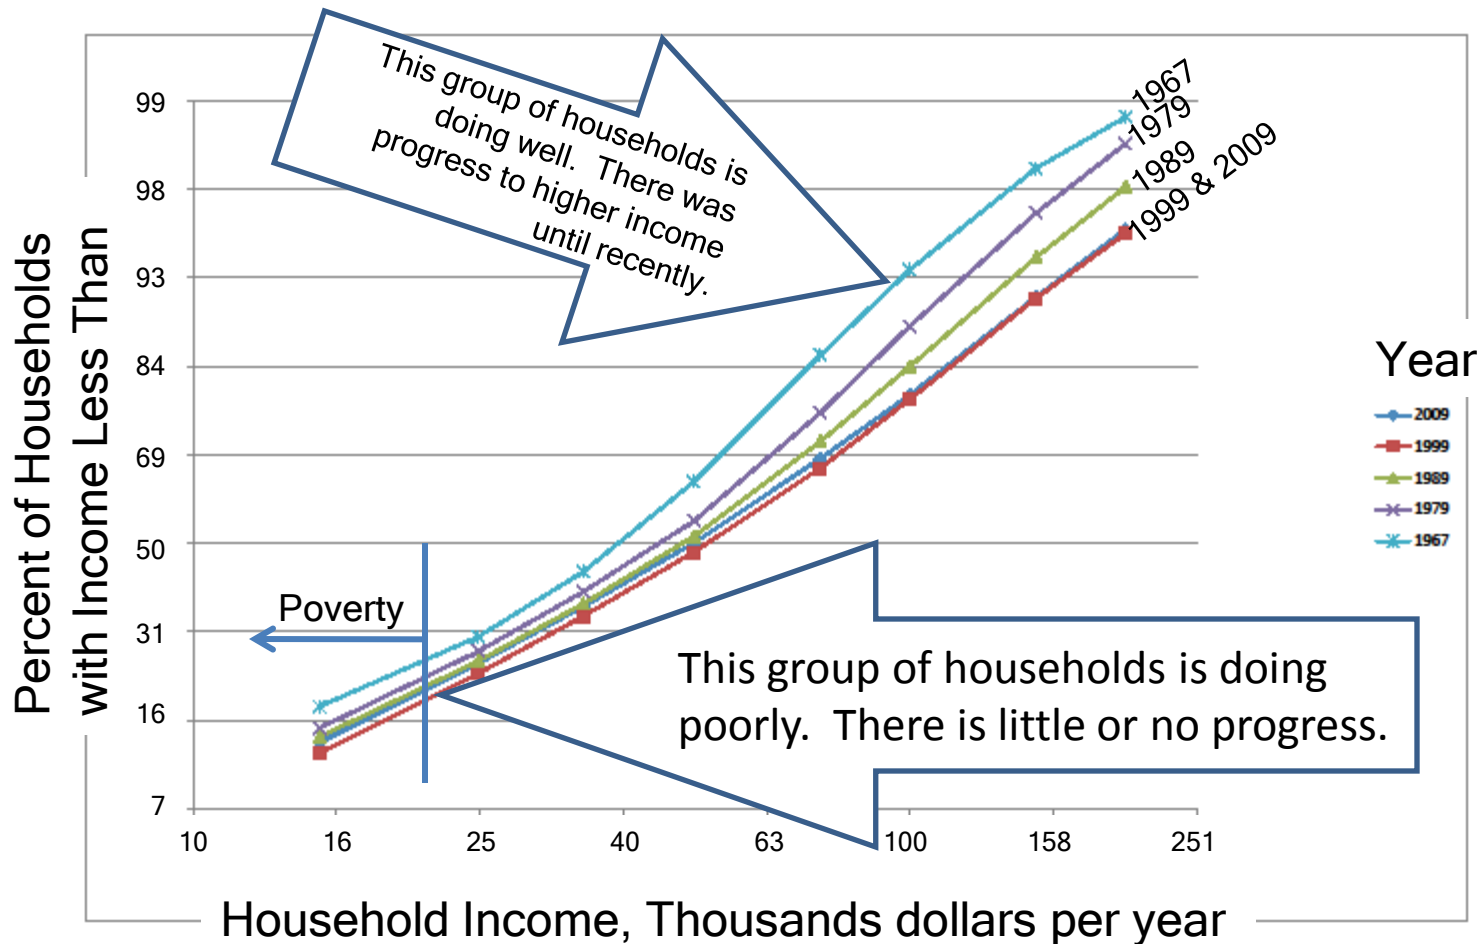 This group of households is
doing well.  There was
progress to higher income
until recently.
1967
1979
1989
1999 & 2009
99
98
93
84
69
50
31
16
7
Percent of Households
with Income Less Than
Poverty
This group of households is doing
poorly.  There is little or no progress.
Year
2009
1999
1989
1979
1967
10 16 25 40 63 100 158 251
Household Income, Thousands dollars per year